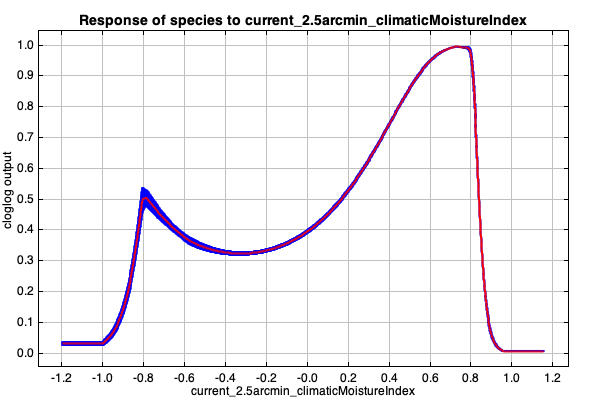 Response of species to current_2.5arcmin_climaticMoistureIndex
1.0
0.9
0.8
0.7
0.6
0.5
0.4
0.3
0.2
0.1
0.0
cloglog output
-1.2 -1.0 -0.8 -0.6 -0.4 -0.2 -0.0 0.2 0.4 0.6 0.8 1.0 1.2
current_2.5arcmin_climaticMoistureIndex